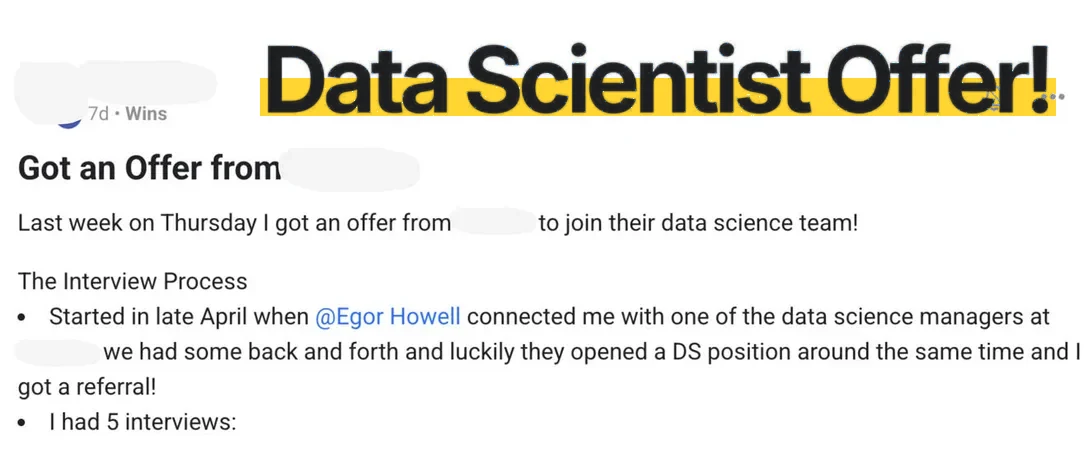 Data Scientist Offer!
7d • Wins
Got an Offer from
Last week on Thursday I got an offer from to join their data science team!
The Interview Process
• Started in late April when @Egor Howell connected me with one of the data science managers at
we had some back and forth and luckily they opened a DS position around the same time and I
got a referral!
• I had 5 interviews: